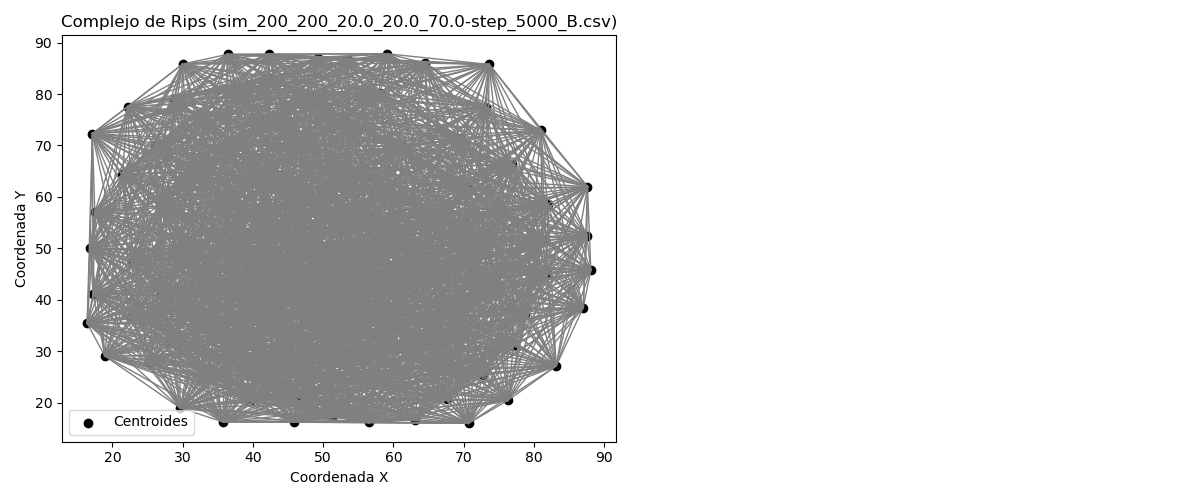 Complejo de Rips (sim_200_200_20.0_20.0_70.0-step_5000_B.csv)
90
80
70
60
50
40
30
20
Coordenada Y
Centroides
20 30 40 50 60 70 80 90
Coordenada X